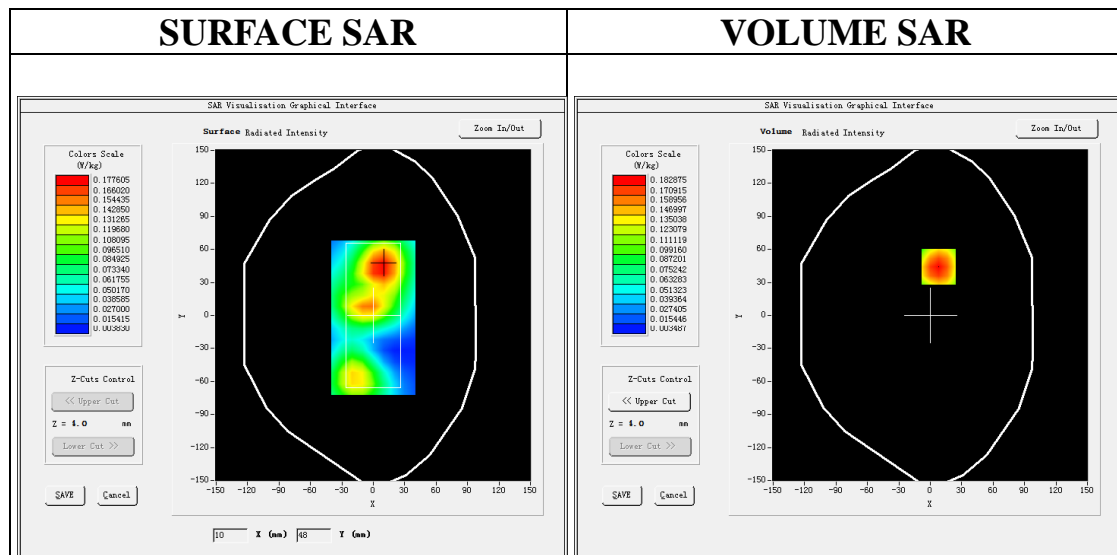 SURFACE SAR
VOLUME SAR
SAR Visualisation Graphical Interface
Surface Radiated Intensity
Zoom In/Out
Colors Scale
(W/kg)
0.177605
0.166020
0.154435
0.142850
0.131265
0.119680
0.108095
0.096510
0.084925
0.073340
0.061755
0.050170
0.038585
0.027000
0.015415
0.003830
150
120
90
60
30
0
-30
-60
-90
-120
-150
Y
-150 -120 -90 -60 -30 0 30 60 90 120 150
X
Z-Cuts Control
<< Upper Cut
Z = 4.0 mm
Lower Cut >>
SAVE Cancel
10 X (mm) 48 Y (mm)
SAR Visualisation Graphical Interface
Volume Radiated Intensity
Zoom In/Out
Colors Scale
(W/kg)
0.182875
0.170915
0.158956
0.146997
0.135038
0.123079
0.111119
0.099160
0.087201
0.075242
0.063283
0.051323
0.039364
0.027405
0.015446
0.003487
150
120
90
60
30
0
-30
-60
-90
-120
-150
Y
-150 -120 -90 -60 -30 0 30 60 90 120 150
X
Z-Cuts Control
<< Upper Cut
Z = 4.0 mm
Lower Cut >>
SAVE Cancel